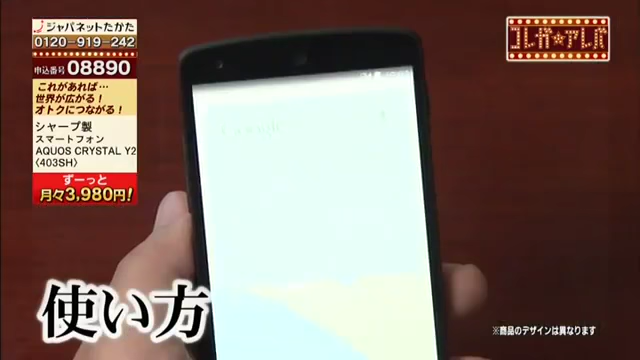 ジャパネットたかた
0120-919-242
申込番号 08890
これがあれば…
世界が広がる！
オトクにつながる！
シャープ製
スマートフォン
AQUOS CRYSTAL Y2
〈403SH〉
ずーっと
月々3,980円！
コレガ★アレバ
使い方
※商品のデザインは異なります